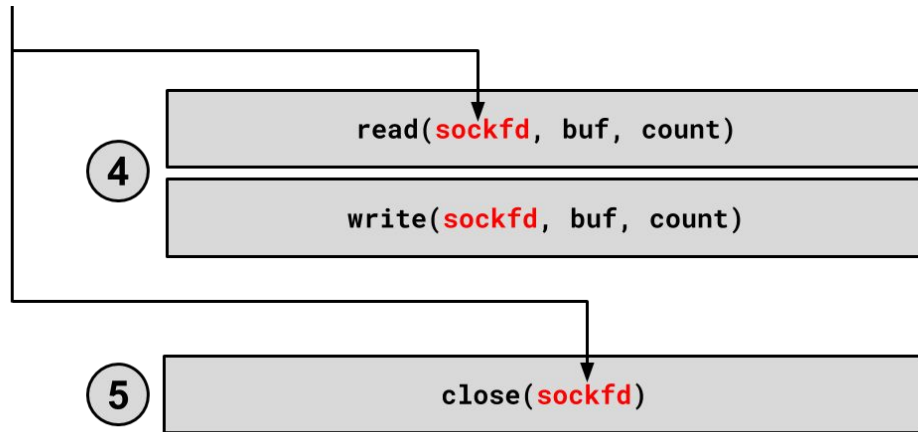 4
read(sockfd, buf, count)
write(sockfd, buf, count)
5
close(sockfd)